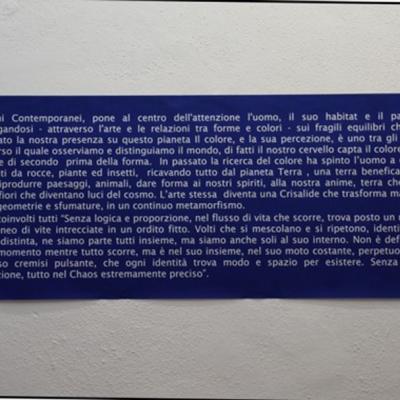 ni Contemporanei, pone al centro dell'attenzione l'uomo, il suo habitat e il pa
gandosi - attraverso l'arte e le relazioni tra forme e colori - sui fragili equilibri ch
ato la nostra presenza su questo pianeta Il colore, e la sua percezione, è uno tra gli
rso il quale osserviamo e distinguiamo il mondo, di fatti il nostro cervello capta il colore
e di secondo prima della forma. In passato la ricerca del colore ha spinto l'uomo a
ti da rocce, piante ed insetti, ricavando tutto dal pianeta Terra , una terra benefica
riprodurre paesaggi, animali, dare forma ai nostri spiriti, alla nostra anime, terra che
fiori che diventano luci del cosmo. L'arte stessa diventa una Crisalide che trasforma ma
geometrie e sfumature, in un continuo metamorfismo.
coinvolti tutti "Senza logica e proporzione, nel flusso di vita che scorre, trova posto un
neo di vite intrecciate in un ordito fitto. Volti che si mescolano e si ripetono, identi
distinta, ne siamo parte tutti insieme, ma siamo anche soli al suo interno. Non è def
momento mentre tutto scorre, ma è nel suo insieme, nel suo moto costante, perpetuo
so cremisi pulsante, che ogni identità trova modo e spazio per esistere. Senza
zione, tutto nel Chaos estremamente preciso".